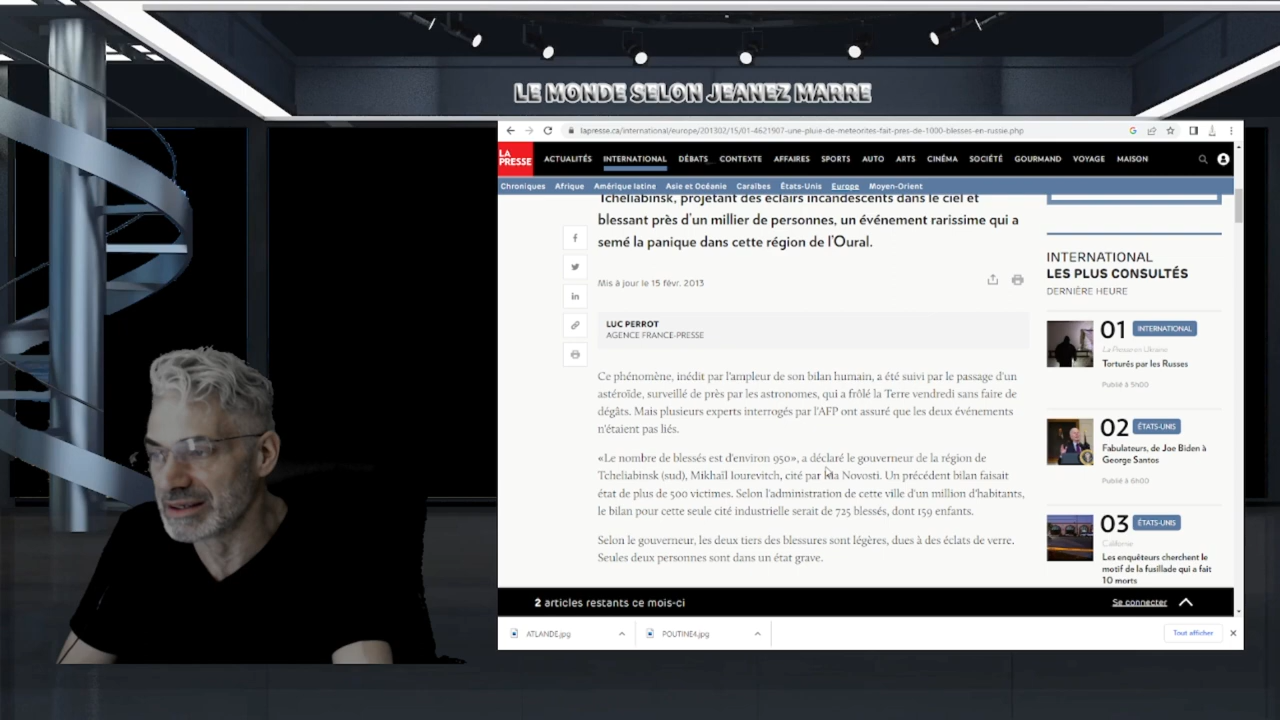 LE MONDE SELON JEANEZ MARRE
lapresse.ca/international/europe/201302/15/01-4621907-une-pluie-de-meteorites-fait-pres-de-1000-blesses-en-russie.php
LA PRESSE
ACTUALITÉS INTERNATIONAL DÉBATS CONTEXTE AFFAIRES SPORTS AUTO ARTS CINÉMA SOCIÉTÉ GOURMAND VOYAGE MAISON
Chroniques Afrique Amérique latine Asie et Océanie Caraïbes États-Unis Europe Moyen-Orient
Tcheliabinsk, projetant des éclairs incandescents dans le ciel et
blessant près d'un millier de personnes, un événement rarissime qui a
semé la panique dans cette région de l'Oural.
Mis à jour le 15 févr. 2013
LUC PERROT
AGENCE FRANCE-PRESSE
Ce phénomène, inédit par l'ampleur de son bilan humain, a été suivi par le passage d'un
astéroïde, surveillé de près par les astronomes, qui a frôlé la Terre vendredi sans faire de
dégâts. Mais plusieurs experts interrogés par l'AFP ont assuré que les deux événements
n'étaient pas liés.
«Le nombre de blessés est d'environ 950», a déclaré le gouverneur de la région de
Tcheliabinsk (sud), Mikhaïl Iourevitch, cité par Ria Novosti. Un précédent bilan faisait
état de plus de 500 victimes. Selon l'administration de cette ville d'un million d'habitants,
le bilan pour cette seule cité industrielle serait de 725 blessés, dont 159 enfants.
Selon le gouverneur, les deux tiers des blessures sont légères, dues à des éclats de verre.
Seules deux personnes sont dans un état grave.
INTERNATIONAL
LES PLUS CONSULTÉS
DERNIÈRE HEURE
01 INTERNATIONAL
La Presse en Ukraine
Torturés par les Russes
Publié à 5h00
02 ÉTATS-UNIS
Fabulateurs, de Joe Biden à
George Santos
Publié à 6h00
03 ÉTATS-UNIS
Californie
Les enquêteurs cherchent le
motif de la fusillade qui a fait
10 morts
2 articles restants ce mois-ci
Se connecter
ATLANDE.jpg
POUTINE4.jpg
Tout afficher